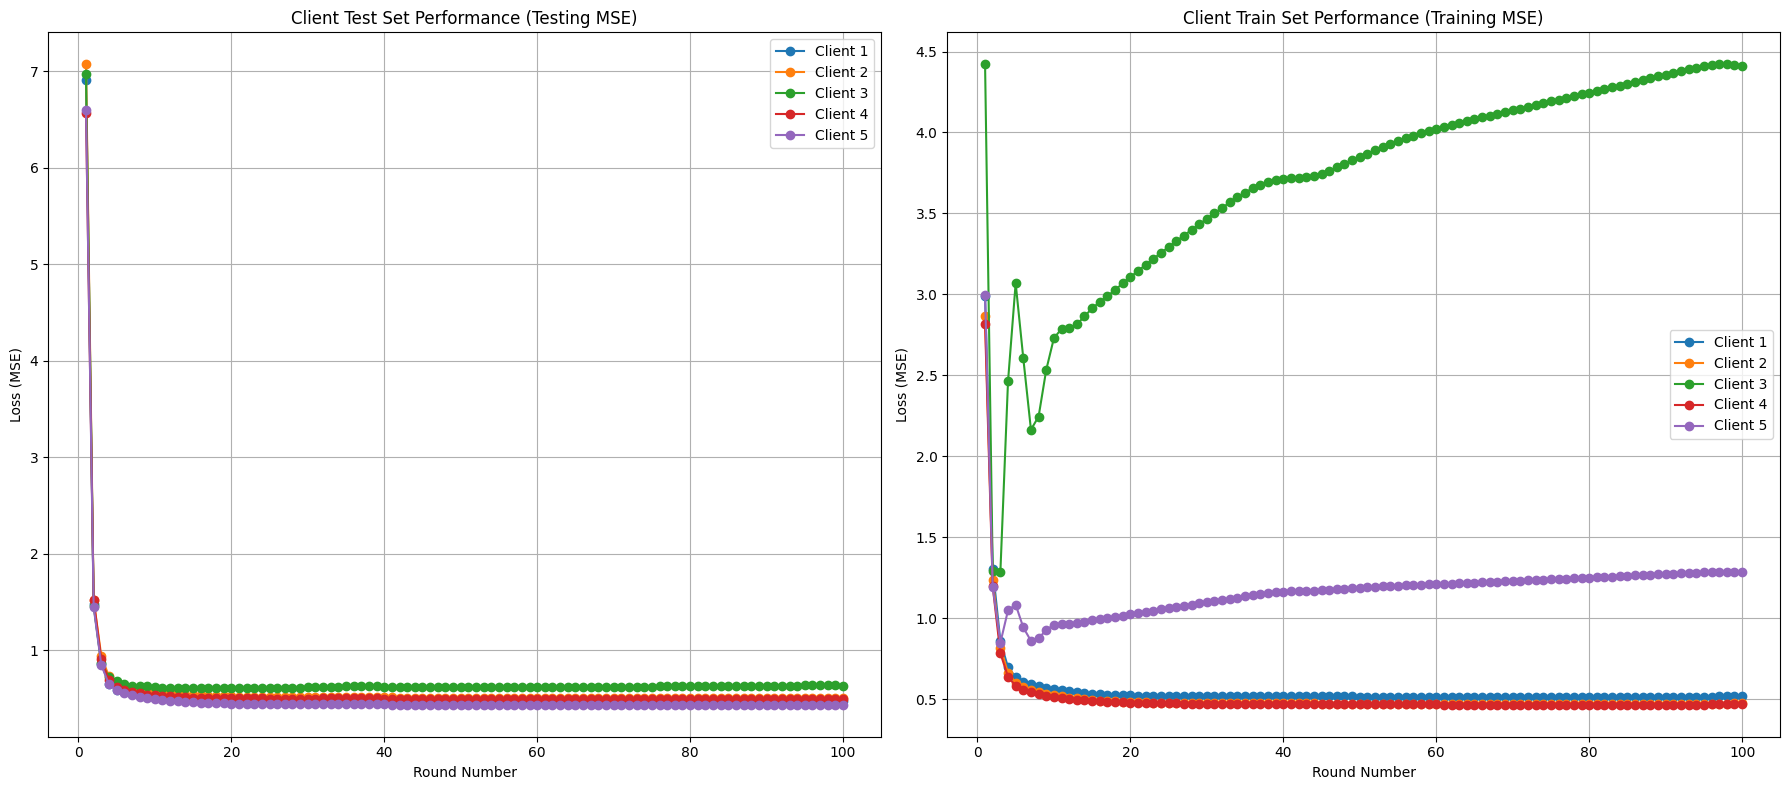 Client Test Set Performance (Testing MSE)
Loss (MSE)
7
6
5
4
3
2
1
0
20
40
60
80
100
Round Number
Client 1
Client 2
Client 3
Client 4
Client 5
Client Train Set Performance (Training MSE)
Loss (MSE)
4.5
4.0
3.5
3.0
2.5
2.0
1.5
1.0
0.5
0
20
40
60
80
100
Round Number
Client 1
Client 2
Client 3
Client 4
Client 5